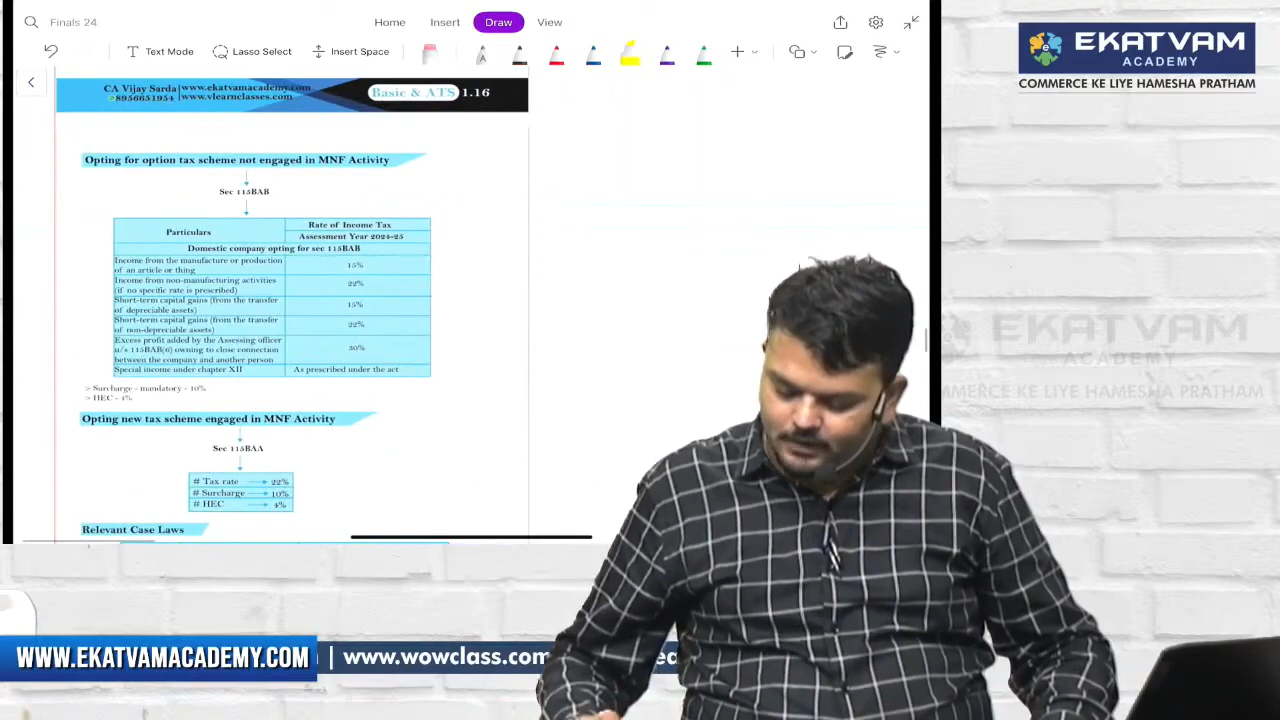 Finals 24
Home
Insert
Draw
View
Text Mode
Lasso Select
Insert Space
EKATVAM
ACADEMY
COMMERCE KE LIYE HAMESHA PRATHAM
CA Vijay Sarda|www.ekatvamacademy.com
8956651954 |www.vlearnclasses.com
Basic & ATS 1.16
Opting for option tax scheme not engaged in MNF Activity
Sec 115BAB
Particulars
Rate of Income Tax
Assessment Year 2024-25
Domestic company opting for sec 115BAB
Income from the manufacture or production of an article or thing
15%
Income from non-manufacturing activities (if no specific rate is prescribed)
22%
Short-term capital gains (from the transfer of depreciable assets)
15%
Short-term capital gains (from the transfer of non-depreciable assets)
22%
Excess profit added by the Assessing officer u/s 115BAB(6) owning to close connection between the company and another person
30%
Special income under chapter XII
As prescribed under the act
> Surcharge - mandatory - 10%
> HEC - 4%
Opting new tax scheme engaged in MNF Activity
Sec 115BAA
# Tax rate 22%
# Surcharge 10%
# HEC 4%
Relevant Case Laws
EKATVAM
ACADEMY
MMERCE KE LIYE HAMESHA PRATHAM
WWW.EKATVAMACADEMY.COM
| www.wowclass.com